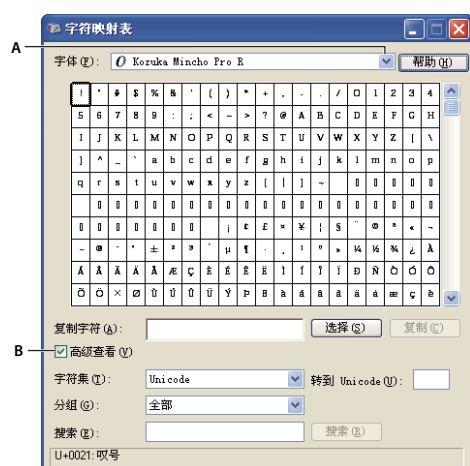 字符映射表
A
字体(F): O Kozuka Mincho Pro R 帮助(H)
! " # $ % & ' ( ) * + , - . / 0 1 2 3 4
5 6 7 8 9 : ; < = > ? @ A B C D E F G H
I J K L M N O P Q R S T U V W X Y Z [ \
] ^ _ ` a b c d e f g h i j k l m n o p
q r s t u v w x y z { | } ~
¡ ¢ £ ¤ ¥ ¦ § ¨ © ª « ¬
- ® ¯ ° ± ² ³ ´ µ ¶ · ¸ ¹ º » ¼ ½ ¾ ¿ À
Á Â Ã Ä Å Æ Ç È É Ê Ë Ì Í Î Ï Ð Ñ Ò Ó Ô
Õ Ö × Ø Ù Ú Û Ü Ý Þ ß à á â ã ä å æ ç è
复制字符(A): 选择(S) 复制(C)
B
高级查看(V)
字符集(T): Unicode 转到 Unicode(U):
分组(G): 全部
搜索(E): 搜索(R)
U+0021: 叹号